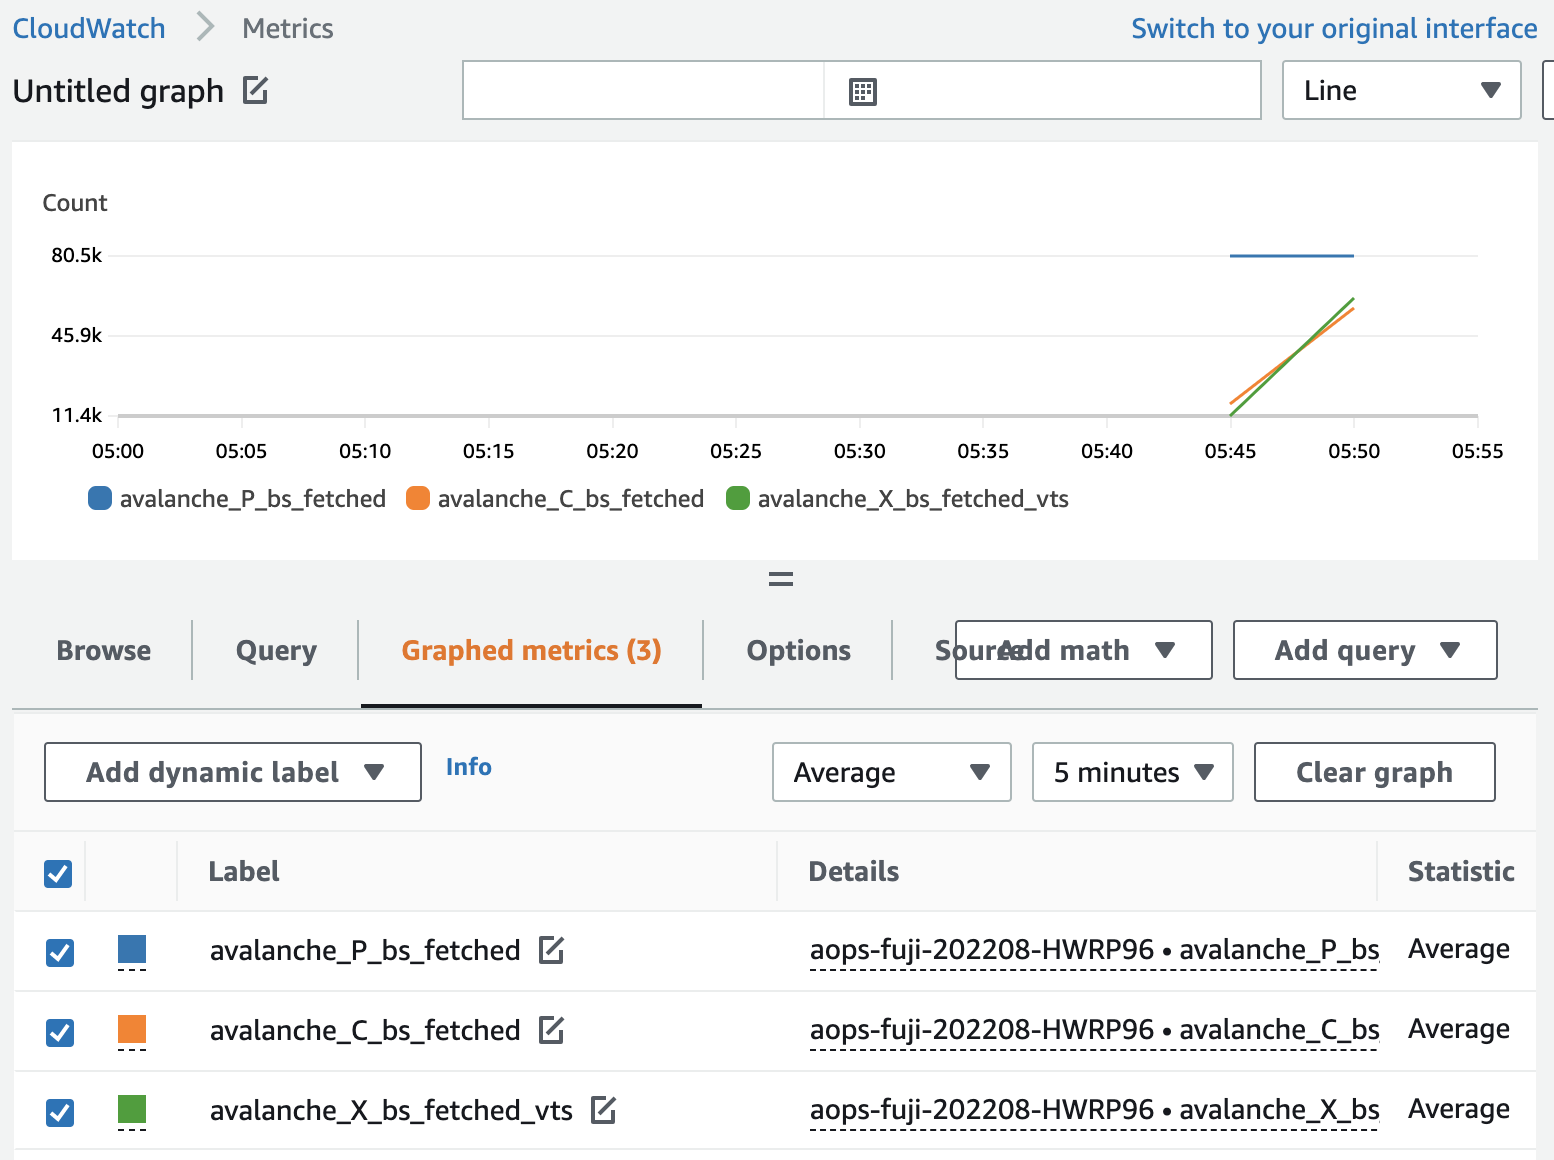 CloudWatch Metrics Switch to your original interface
Untitled graph Line
Count
80.5k
45.9k
11.4k
05:00 05:05 05:10 05:15 05:20 05:25 05:30 05:35 05:40 05:45 05:50 05:55
avalanche_P_bs_fetched avalanche_C_bs_fetched avalanche_X_bs_fetched_vts
Browse Query Graphed metrics (3) Options Source Add math Add query
Add dynamic label Info Average 5 minutes Clear graph
Label Details Statistic
avalanche_P_bs_fetched aops-fuji-202208-HWRP96 • avalanche_P_bs Average
avalanche_C_bs_fetched aops-fuji-202208-HWRP96 • avalanche_C_bs Average
avalanche_X_bs_fetched_vts aops-fuji-202208-HWRP96 • avalanche_X_bs Average